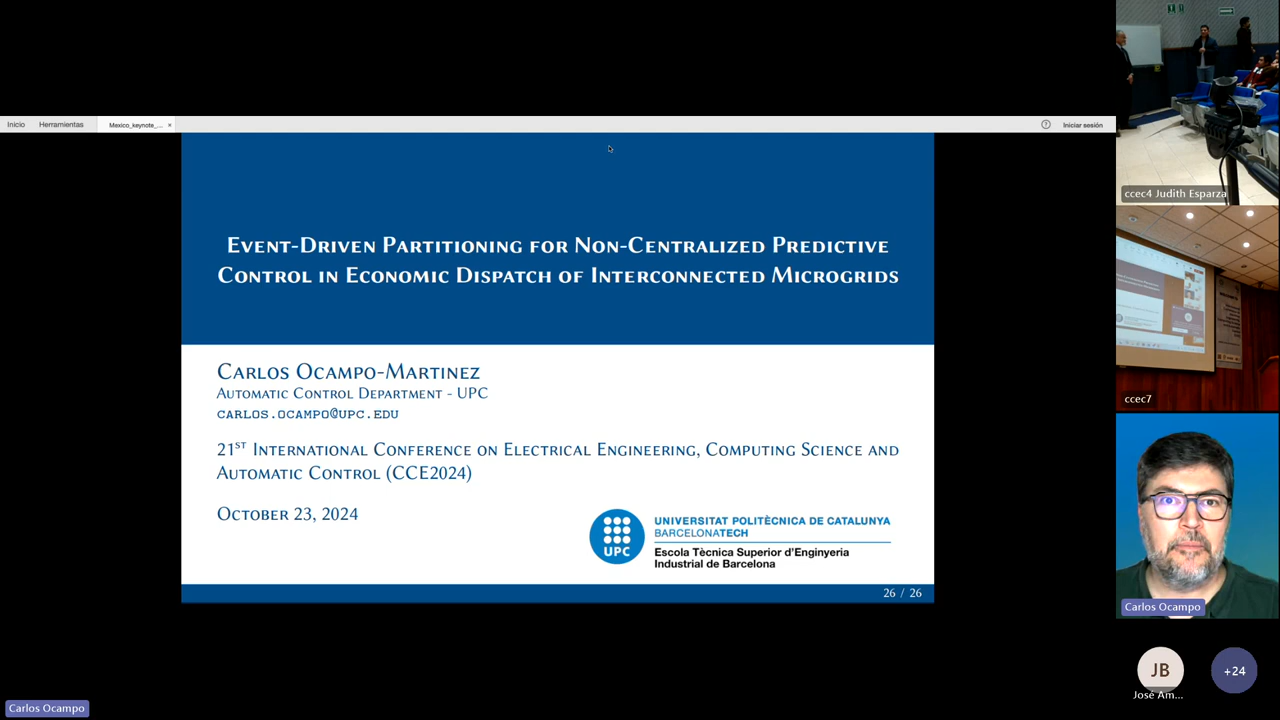 Inicio
Herramientas
Mexico_keynote_... ×
Iniciar sesión
Event-Driven Partitioning for Non-Centralized Predictive
Control in Economic Dispatch of Interconnected Microgrids
Carlos Ocampo-Martinez
Automatic Control Department - UPC
carlos.ocampo@upc.edu
21st International Conference on Electrical Engineering, Computing Science and
Automatic Control (CCE2024)
October 23, 2024
UPC
UNIVERSITAT POLITÈCNICA DE CATALUNYA
BARCELONATECH
Escola Tècnica Superior d'Enginyeria
Industrial de Barcelona
26 / 26
ccec4 Judith Esparza
ccec7
Carlos Ocampo
JB
José Am...
+24
Carlos Ocampo